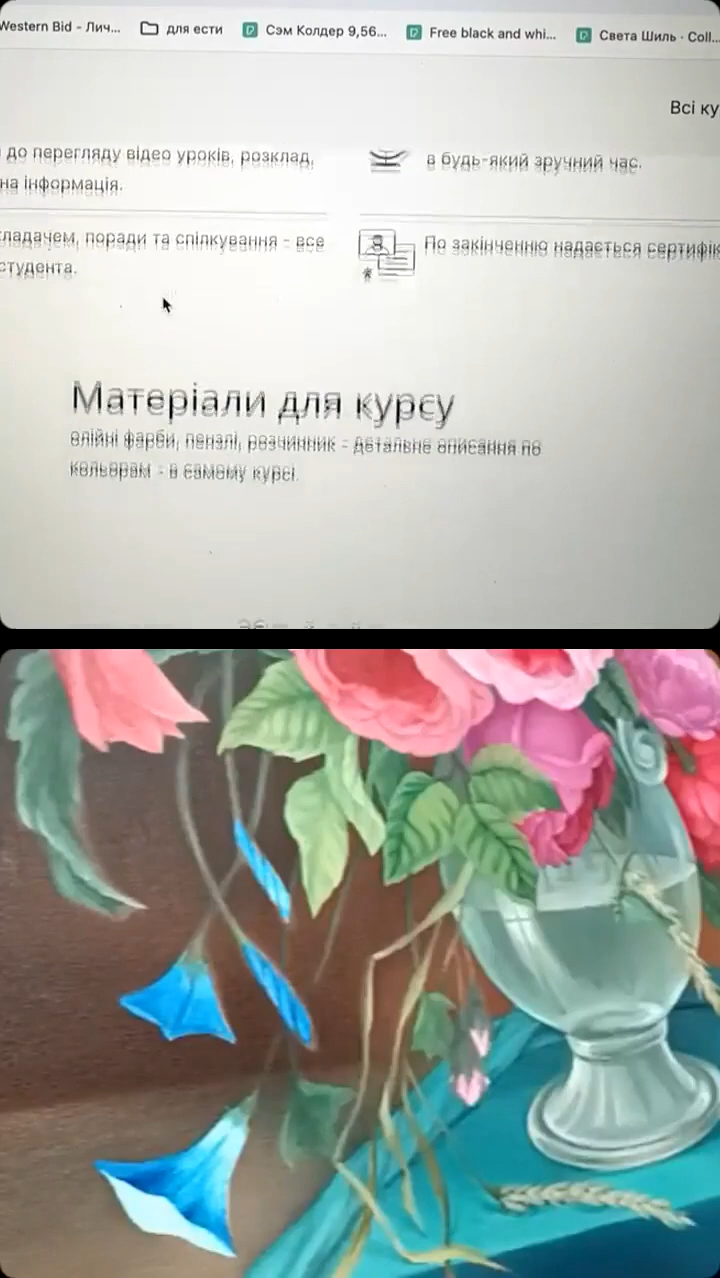 Western Bid - Лич... для ести Сэм Колдер 9,56... Free black and whi... Света Шиль · Coll...
Всі ку
до перегляду відео уроків, розклад,
на інформація.
в будь-який зручний час.
кладачем, поради та спілкування - все
студента.
По закінченню надається сертифік
Матеріали для курсу
олійні фарби, пензлі, розчинник - детальне описання по
кольорам - в самому курсі.